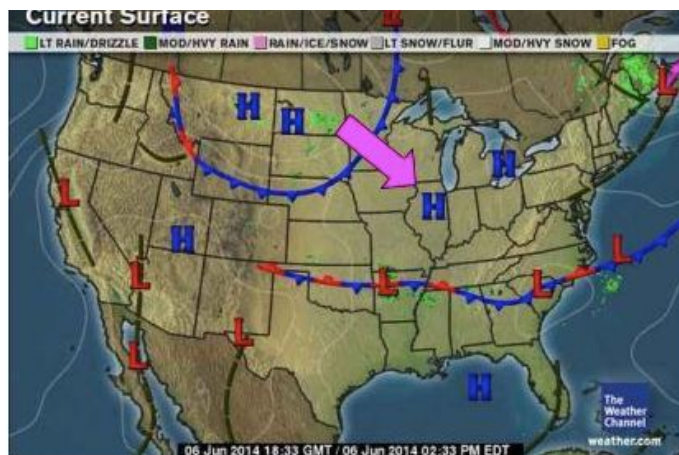 Current Surface
LT RAIN/DRIZZLE MOD/HVY RAIN RAIN/ICE/SNOW LT SNOW/FLUR MOD/HVY SNOW FOG
H
L
L
H
H
H
L
H
H
L
L
L
L
L
L
H
The
Weather
Channel
weather.com
06 Jun 2014 18:33 GMT / 06 Jun 2014 02:33 PM EDT